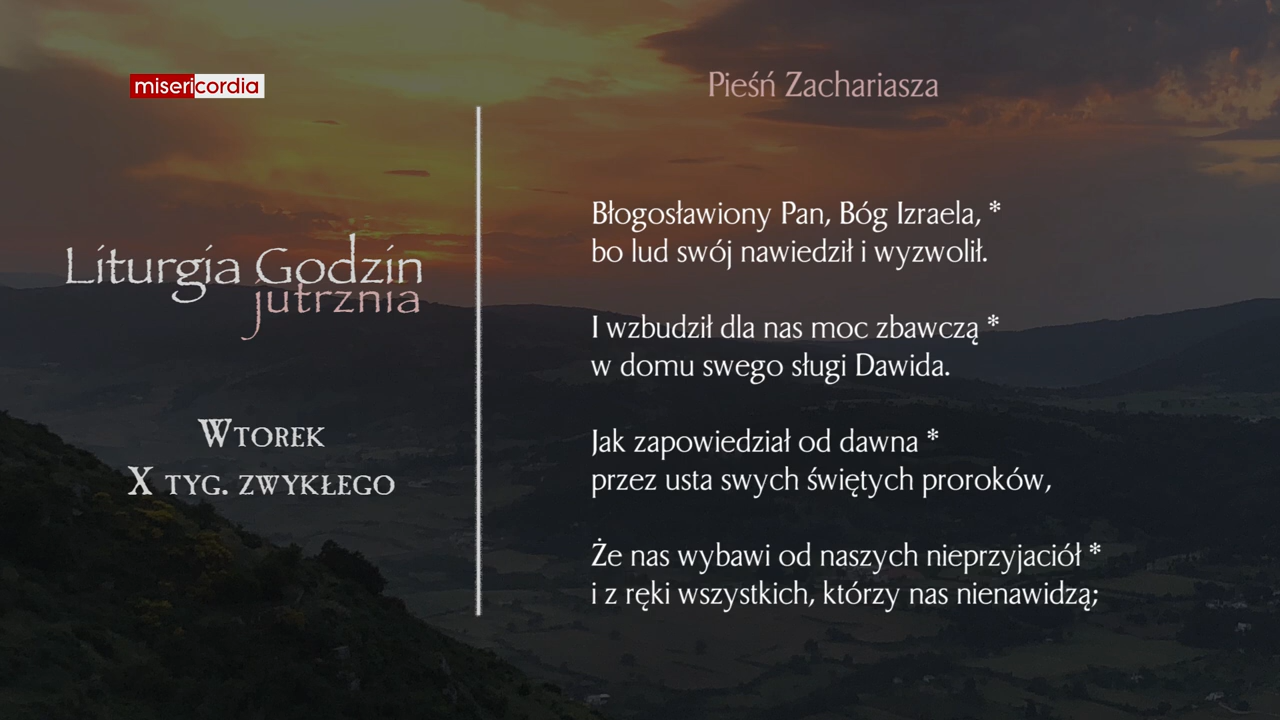 misericordia
Liturgia Godzin
jutrznia
Wtorek
X tyg. zwykłego
Pieśń Zachariasza
Błogosławiony Pan, Bóg Izraela, *
bo lud swój nawiedził i wyzwolił.
I wzbudził dla nas moc zbawczą *
w domu swego sługi Dawida.
Jak zapowiedział od dawna *
przez usta swych świętych proroków,
Że nas wybawi od naszych nieprzyjaciół *
i z ręki wszystkich, którzy nas nienawidzą;